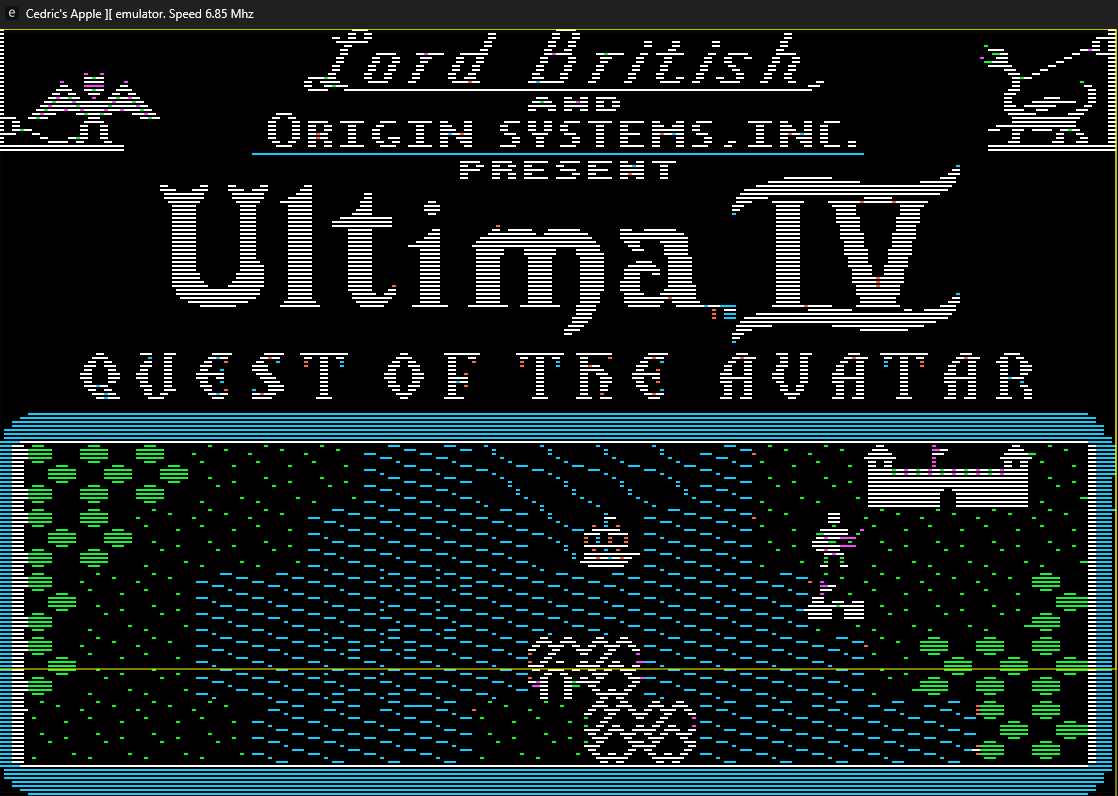 Cedric's Apple ][ emulator. Speed 6.85 Mhz
Lord British
AND
ORIGIN SYSTEMS, INC.
PRESENT
Ultima IV
QUEST OF THE AVATAR